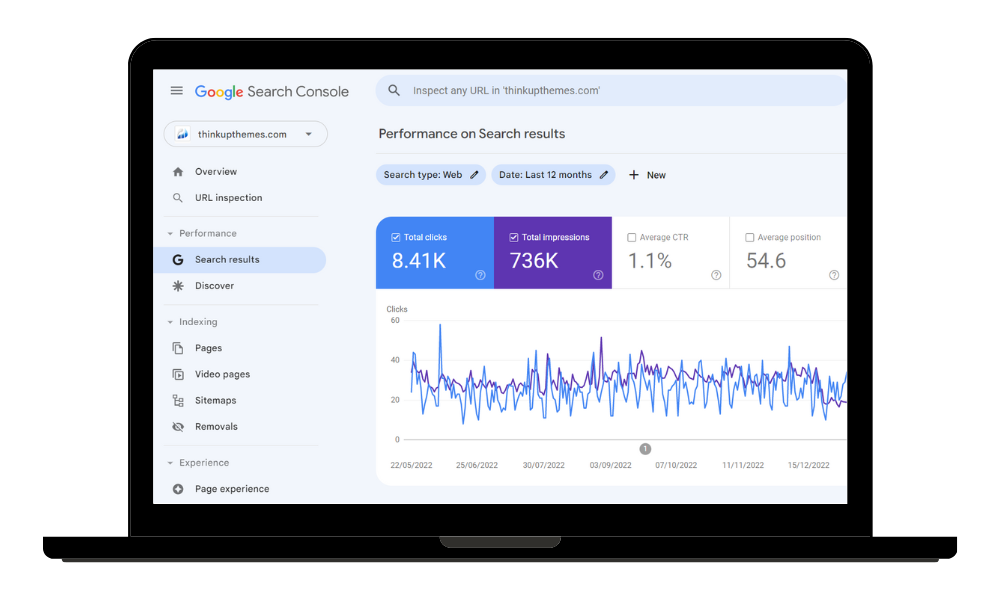 Google Search Console
Inspect any URL in 'thinkupthemes.com'
thinkupthemes.com
Performance on Search results
Overview
Search type: Web
Date: Last 12 months
New
URL inspection
Performance
Total clicks
Total impressions
Average CTR
Average position
8.41K
736K
1.1%
54.6
Search results
Discover
Indexing
Pages
Video pages
Sitemaps
Removals
Experience
Page experience
Clicks
60
40
20
0
1
22/05/2022
25/06/2022
30/07/2022
03/09/2022
07/10/2022
11/11/2022
15/12/2022